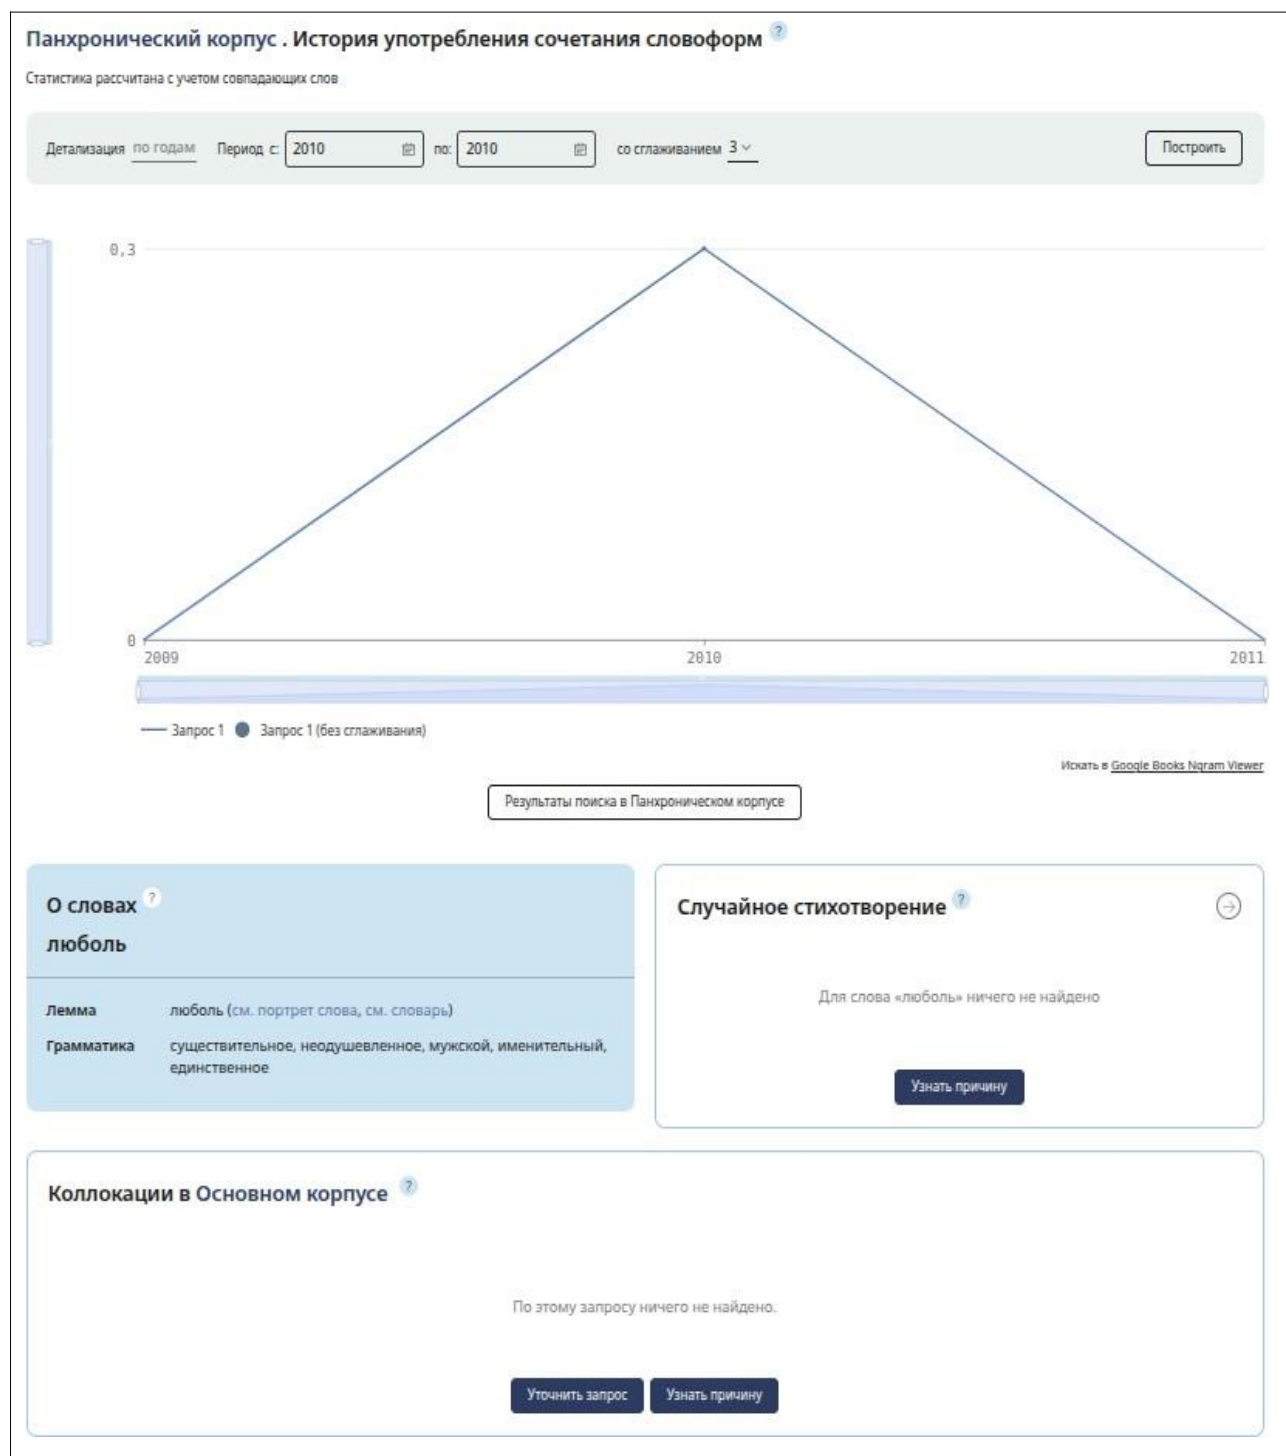 Панхронический корпус . История употребления сочетания словоформ ?
Статистика рассчитана с учетом совпадающих слов
Детализация по годам Период с: 2010 по: 2010 со сглаживанием 3 Построить
0,3
0
2009 2010 2011
Запрос 1 Запрос 1 (без сглаживания)
Искать в Google Books Ngram Viewer
Результаты поиска в Панхроническом корпусе
О словах ?
люболь
Лемма люболь (см. портрет слова, см. словарь)
Грамматика существительное, неодушевленное, мужской, именительный,
единственное
Случайное стихотворение ?
Для слова «люболь» ничего не найдено
Узнать причину
Коллокации в Основном корпусе ?
По этому запросу ничего не найдено.
Уточнить запрос Узнать причину